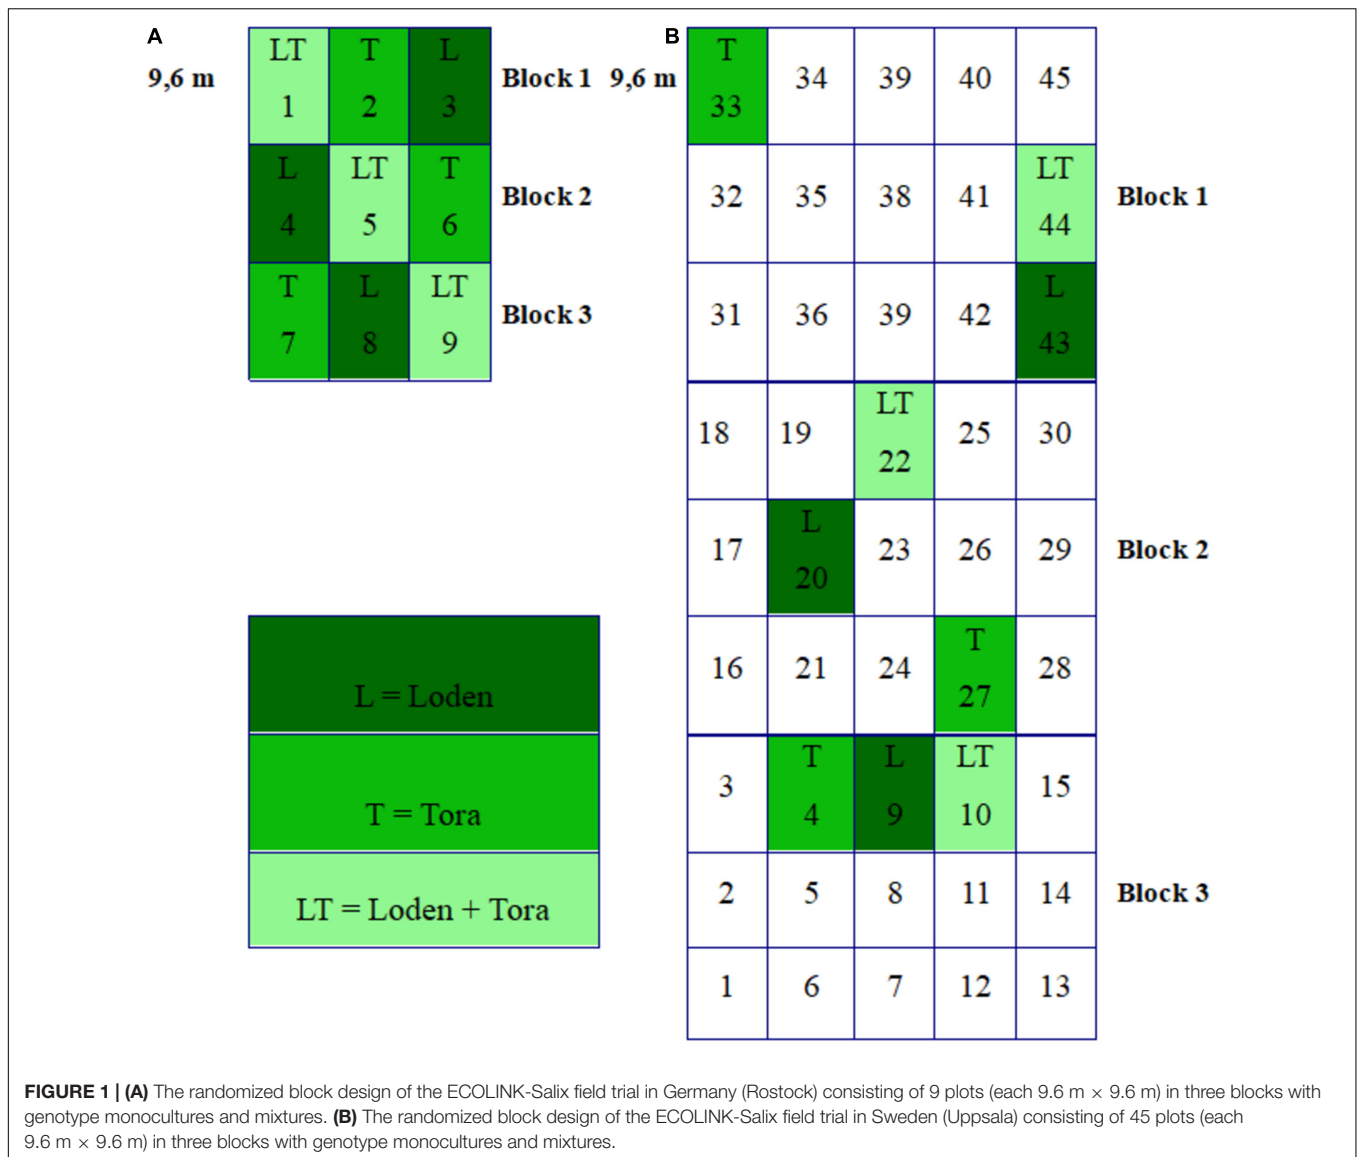 A
9,6 m
LT T L
1 2 3
Block 1
L LT T
4 5 6
Block 2
T L LT
7 8 9
Block 3
L = Loden
T = Tora
LT = Loden + Tora
B
9,6 m
T
33 34 39 40 45
LT
32 35 38 41 44
Block 1
L
31 36 39 42 43
LT
18 19 22 25 30
L
17 20 23 26 29
Block 2
T
16 21 24 27 28
T L LT
3 4 9 10 15
2 5 8 11 14
Block 3
1 6 7 12 13
FIGURE 1 | (A) The randomized block design of the ECOLINK-Salix field trial in Germany (Rostock) consisting of 9 plots (each 9.6 m × 9.6 m) in three blocks with
genotype monocultures and mixtures. (B) The randomized block design of the ECOLINK-Salix field trial in Sweden (Uppsala) consisting of 45 plots (each
9.6 m × 9.6 m) in three blocks with genotype monocultures and mixtures.